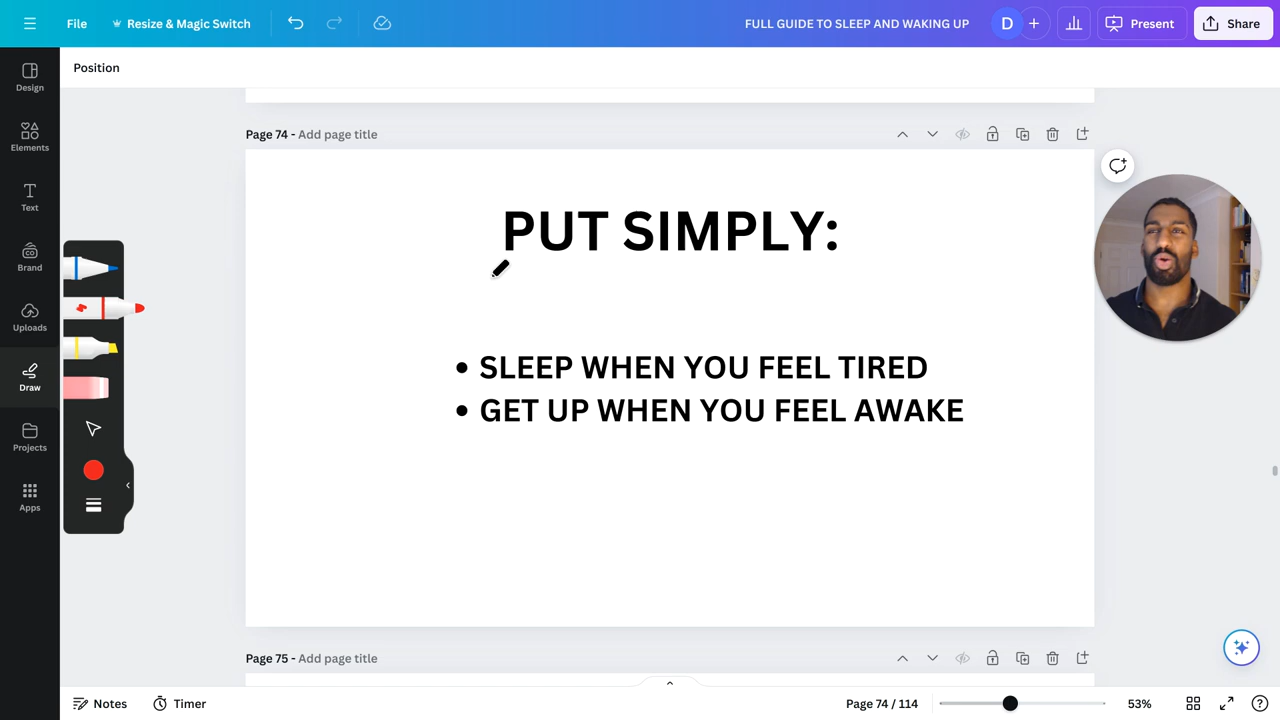 File
Resize & Magic Switch
FULL GUIDE TO SLEEP AND WAKING UP
D
Present
Share
Position
Design
Elements
Text
Brand
Uploads
Draw
Projects
Apps
Page 74 - Add page title
PUT SIMPLY:
• SLEEP WHEN YOU FEEL TIRED
• GET UP WHEN YOU FEEL AWAKE
Page 75 - Add page title
Notes
Timer
Page 74 / 114
53%